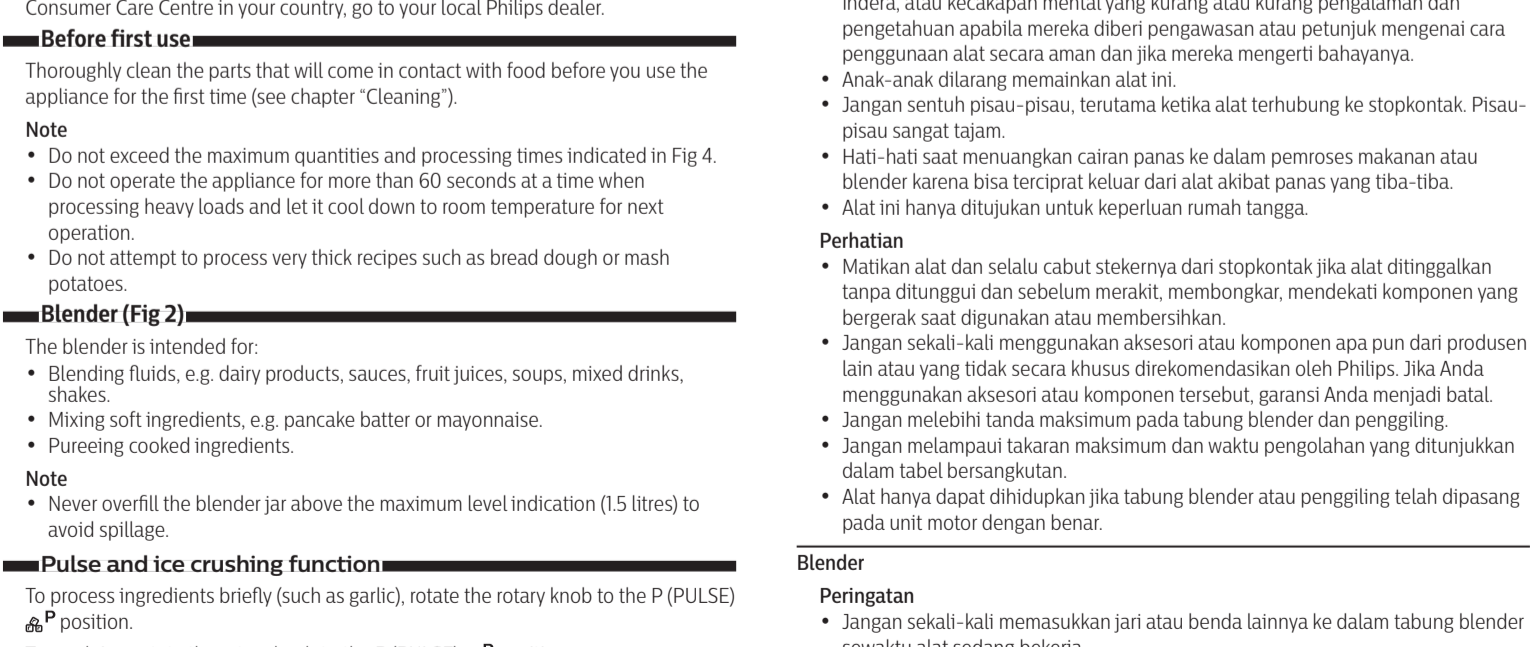 Consumer Care Centre in your country, go to your local Philips dealer.
Before first use
Thoroughly clean the parts that will come in contact with food before you use the
appliance for the first time (see chapter “Cleaning”).
Note
• Do not exceed the maximum quantities and processing times indicated in Fig 4.
• Do not operate the appliance for more than 60 seconds at a time when
processing heavy loads and let it cool down to room temperature for next
operation.
• Do not attempt to process very thick recipes such as bread dough or mash
potatoes.
Blender (Fig 2)
The blender is intended for:
• Blending fluids, e.g. dairy products, sauces, fruit juices, soups, mixed drinks,
shakes.
• Mixing soft ingredients, e.g. pancake batter or mayonnaise.
• Pureeing cooked ingredients.
Note
• Never overfill the blender jar above the maximum level indication (1.5 litres) to
avoid spillage.
Pulse and ice crushing function
To process ingredients briefly (such as garlic), rotate the rotary knob to the P (PULSE)
P position.
indera, atau kecakapan mental yang kurang atau kurang pengalaman dan
pengetahuan apabila mereka diberi pengawasan atau petunjuk mengenai cara
penggunaan alat secara aman dan jika mereka mengerti bahayanya.
• Anak-anak dilarang memainkan alat ini.
• Jangan sentuh pisau-pisau, terutama ketika alat terhubung ke stopkontak. Pisau-
pisau sangat tajam.
• Hati-hati saat menuangkan cairan panas ke dalam pemroses makanan atau
blender karena bisa terciprat keluar dari alat akibat panas yang tiba-tiba.
• Alat ini hanya ditujukan untuk keperluan rumah tangga.
Perhatian
• Matikan alat dan selalu cabut stekernya dari stopkontak jika alat ditinggalkan
tanpa ditunggui dan sebelum merakit, membongkar, mendekati komponen yang
bergerak saat digunakan atau membersihkan.
• Jangan sekali-kali menggunakan aksesori atau komponen apa pun dari produsen
lain atau yang tidak secara khusus direkomendasikan oleh Philips. Jika Anda
menggunakan aksesori atau komponen tersebut, garansi Anda menjadi batal.
• Jangan melebihi tanda maksimum pada tabung blender dan penggiling.
• Jangan melampaui takaran maksimum dan waktu pengolahan yang ditunjukkan
dalam tabel bersangkutan.
• Alat hanya dapat dihidupkan jika tabung blender atau penggiling telah dipasang
pada unit motor dengan benar.
Blender
Peringatan
• Jangan sekali-kali memasukkan jari atau benda lainnya ke dalam tabung blender
sewaktu alat sedang bekerja.